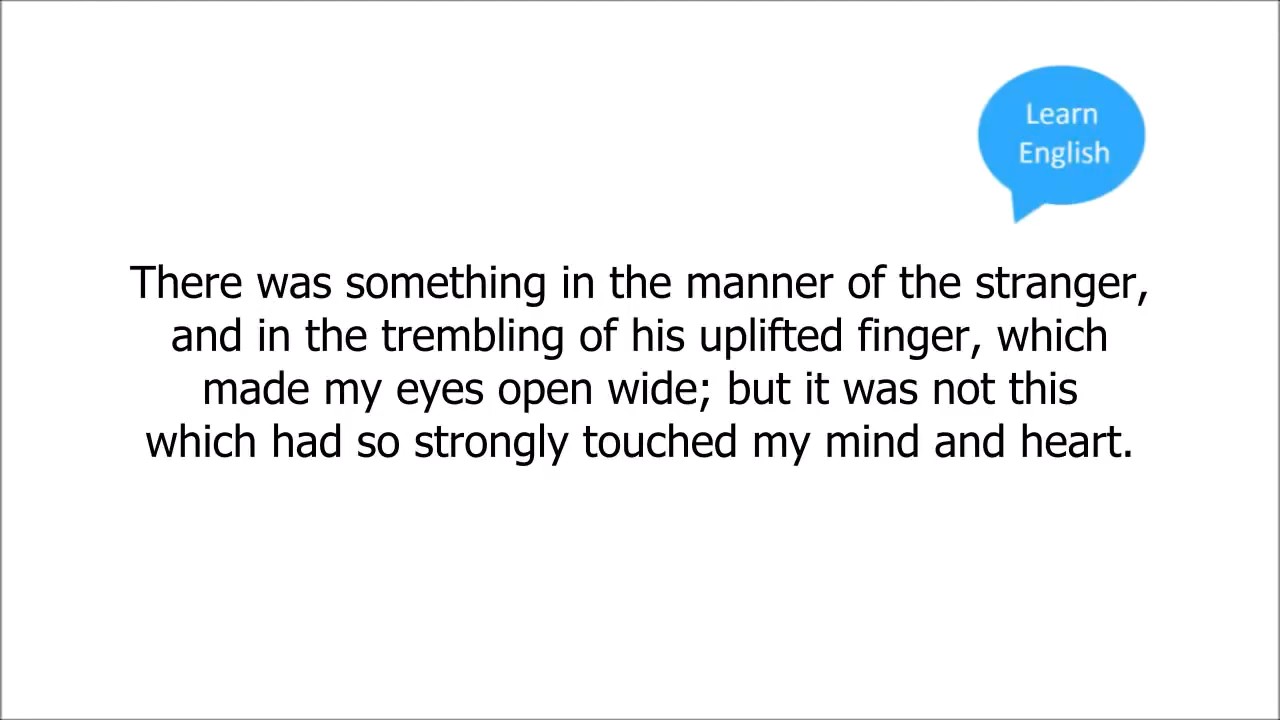 Learn
English
There was something in the manner of the stranger,
and in the trembling of his uplifted finger, which
made my eyes open wide; but it was not this
which had so strongly touched my mind and heart.